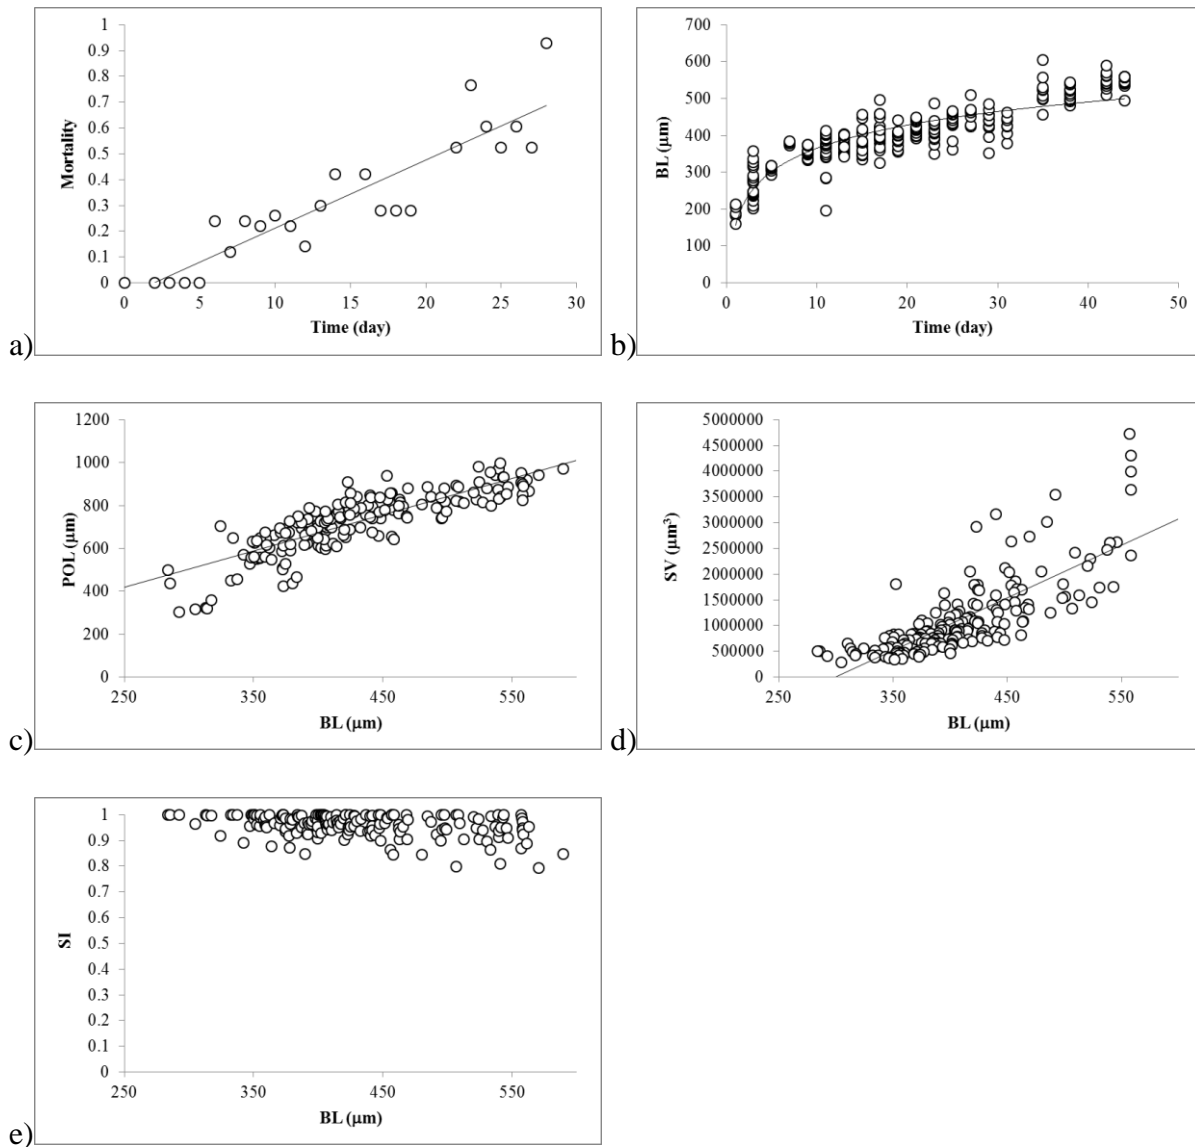 1
0.9
0.8
0.7
0.6
0.5
0.4
0.3
0.2
0.1
0
Mortality
0 5 10 15 20 25 30
Time (day)
a)
700
600
500
400
300
200
100
0
BL (μm)
0 10 20 30 40 50
Time (day)
b)
1200
1000
800
600
400
200
0
POL (μm)
250 350 450 550
BL (μm)
c)
5000000
4500000
4000000
3500000
3000000
2500000
2000000
1500000
1000000
500000
0
SV (μm³)
250 350 450 550
BL (μm)
d)
1
0.9
0.8
0.7
0.6
0.5
0.4
0.3
0.2
0.1
0
SI
250 350 450 550
BL (μm)
e)